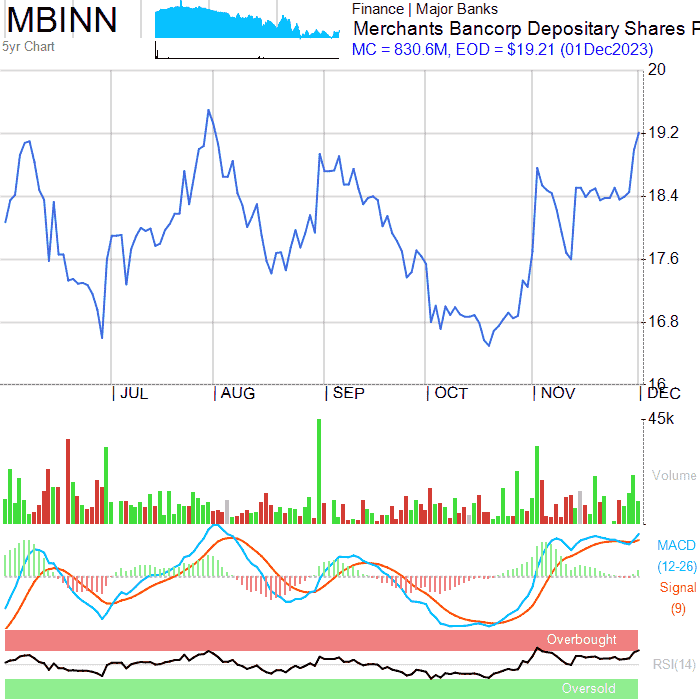 MBINN
5yr Chart
Finance | Major Banks
Merchants Bancorp Depositary Shares P
MC = 830.6M, EOD = $19.21 (01Dec2023)
20
19.2
18.4
17.6
16.8
16
JUL AUG SEP OCT NOV DEC
45k
Volume
MACD
(12-26)
Signal
(9)
Overbought
RSI(14)
Oversold